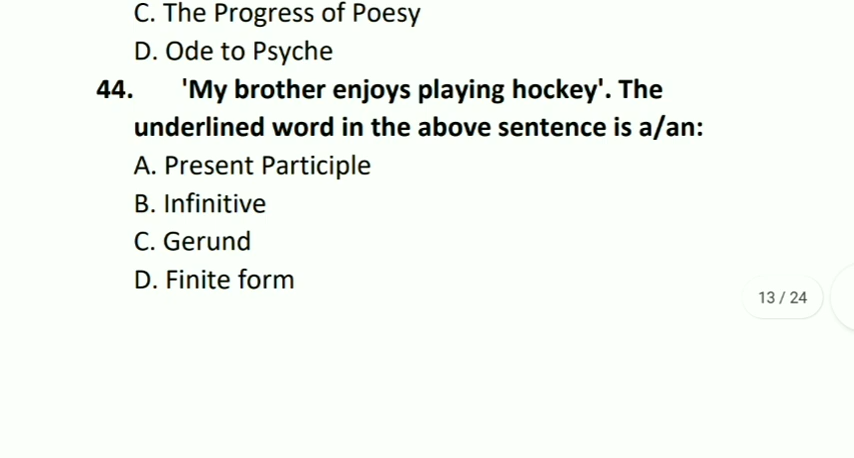 C. The Progress of Poesy
D. Ode to Psyche
44. 'My brother enjoys playing hockey'. The
underlined word in the above sentence is a/an:
A. Present Participle
B. Infinitive
C. Gerund
D. Finite form
13 / 24